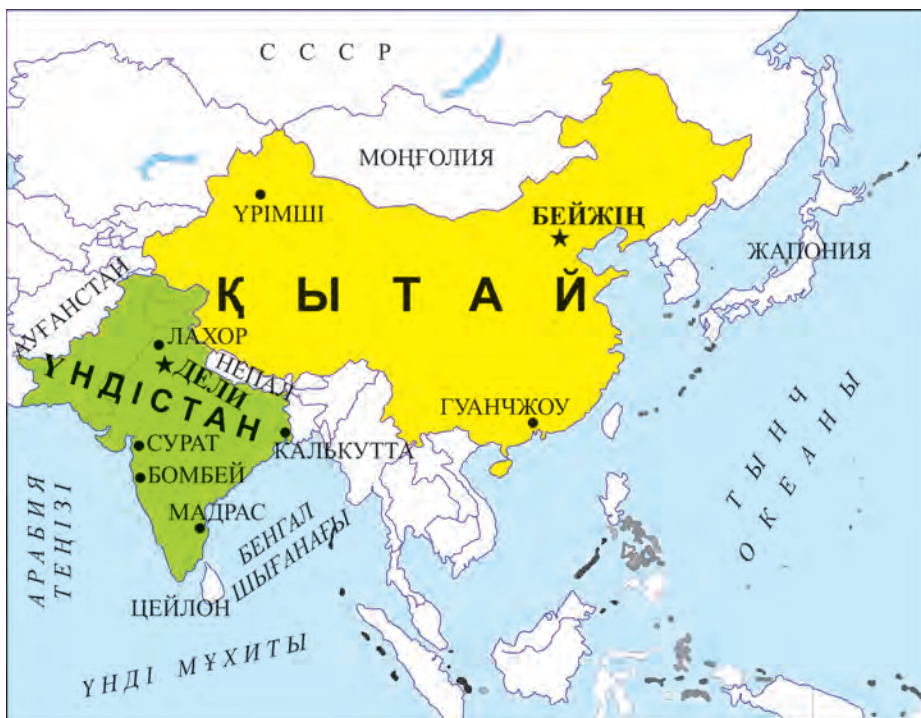 С С С Р
МОҢҒОЛИЯ
ҮРІМШІ
БЕЙЖІҢ
ЖАПОНИЯ
ҚЫТАЙ
АУҒАНСТАН
ЛАХОР
НЕПАЛ
ДЕЛИ
ҮНДІСТАН
ГУАНЧЖОУ
СУРАТ
КАЛЬКУТТА
БОМБЕЙ
МАДРАС
ТЫНЧ
ОКЕАНЫ
АРАБИЯ
ТЕҢІЗІ
БЕНГАЛ
ШЫҒАНАҒЫ
ЦЕЙЛОН
ҮНДІ МҰХИТЫ